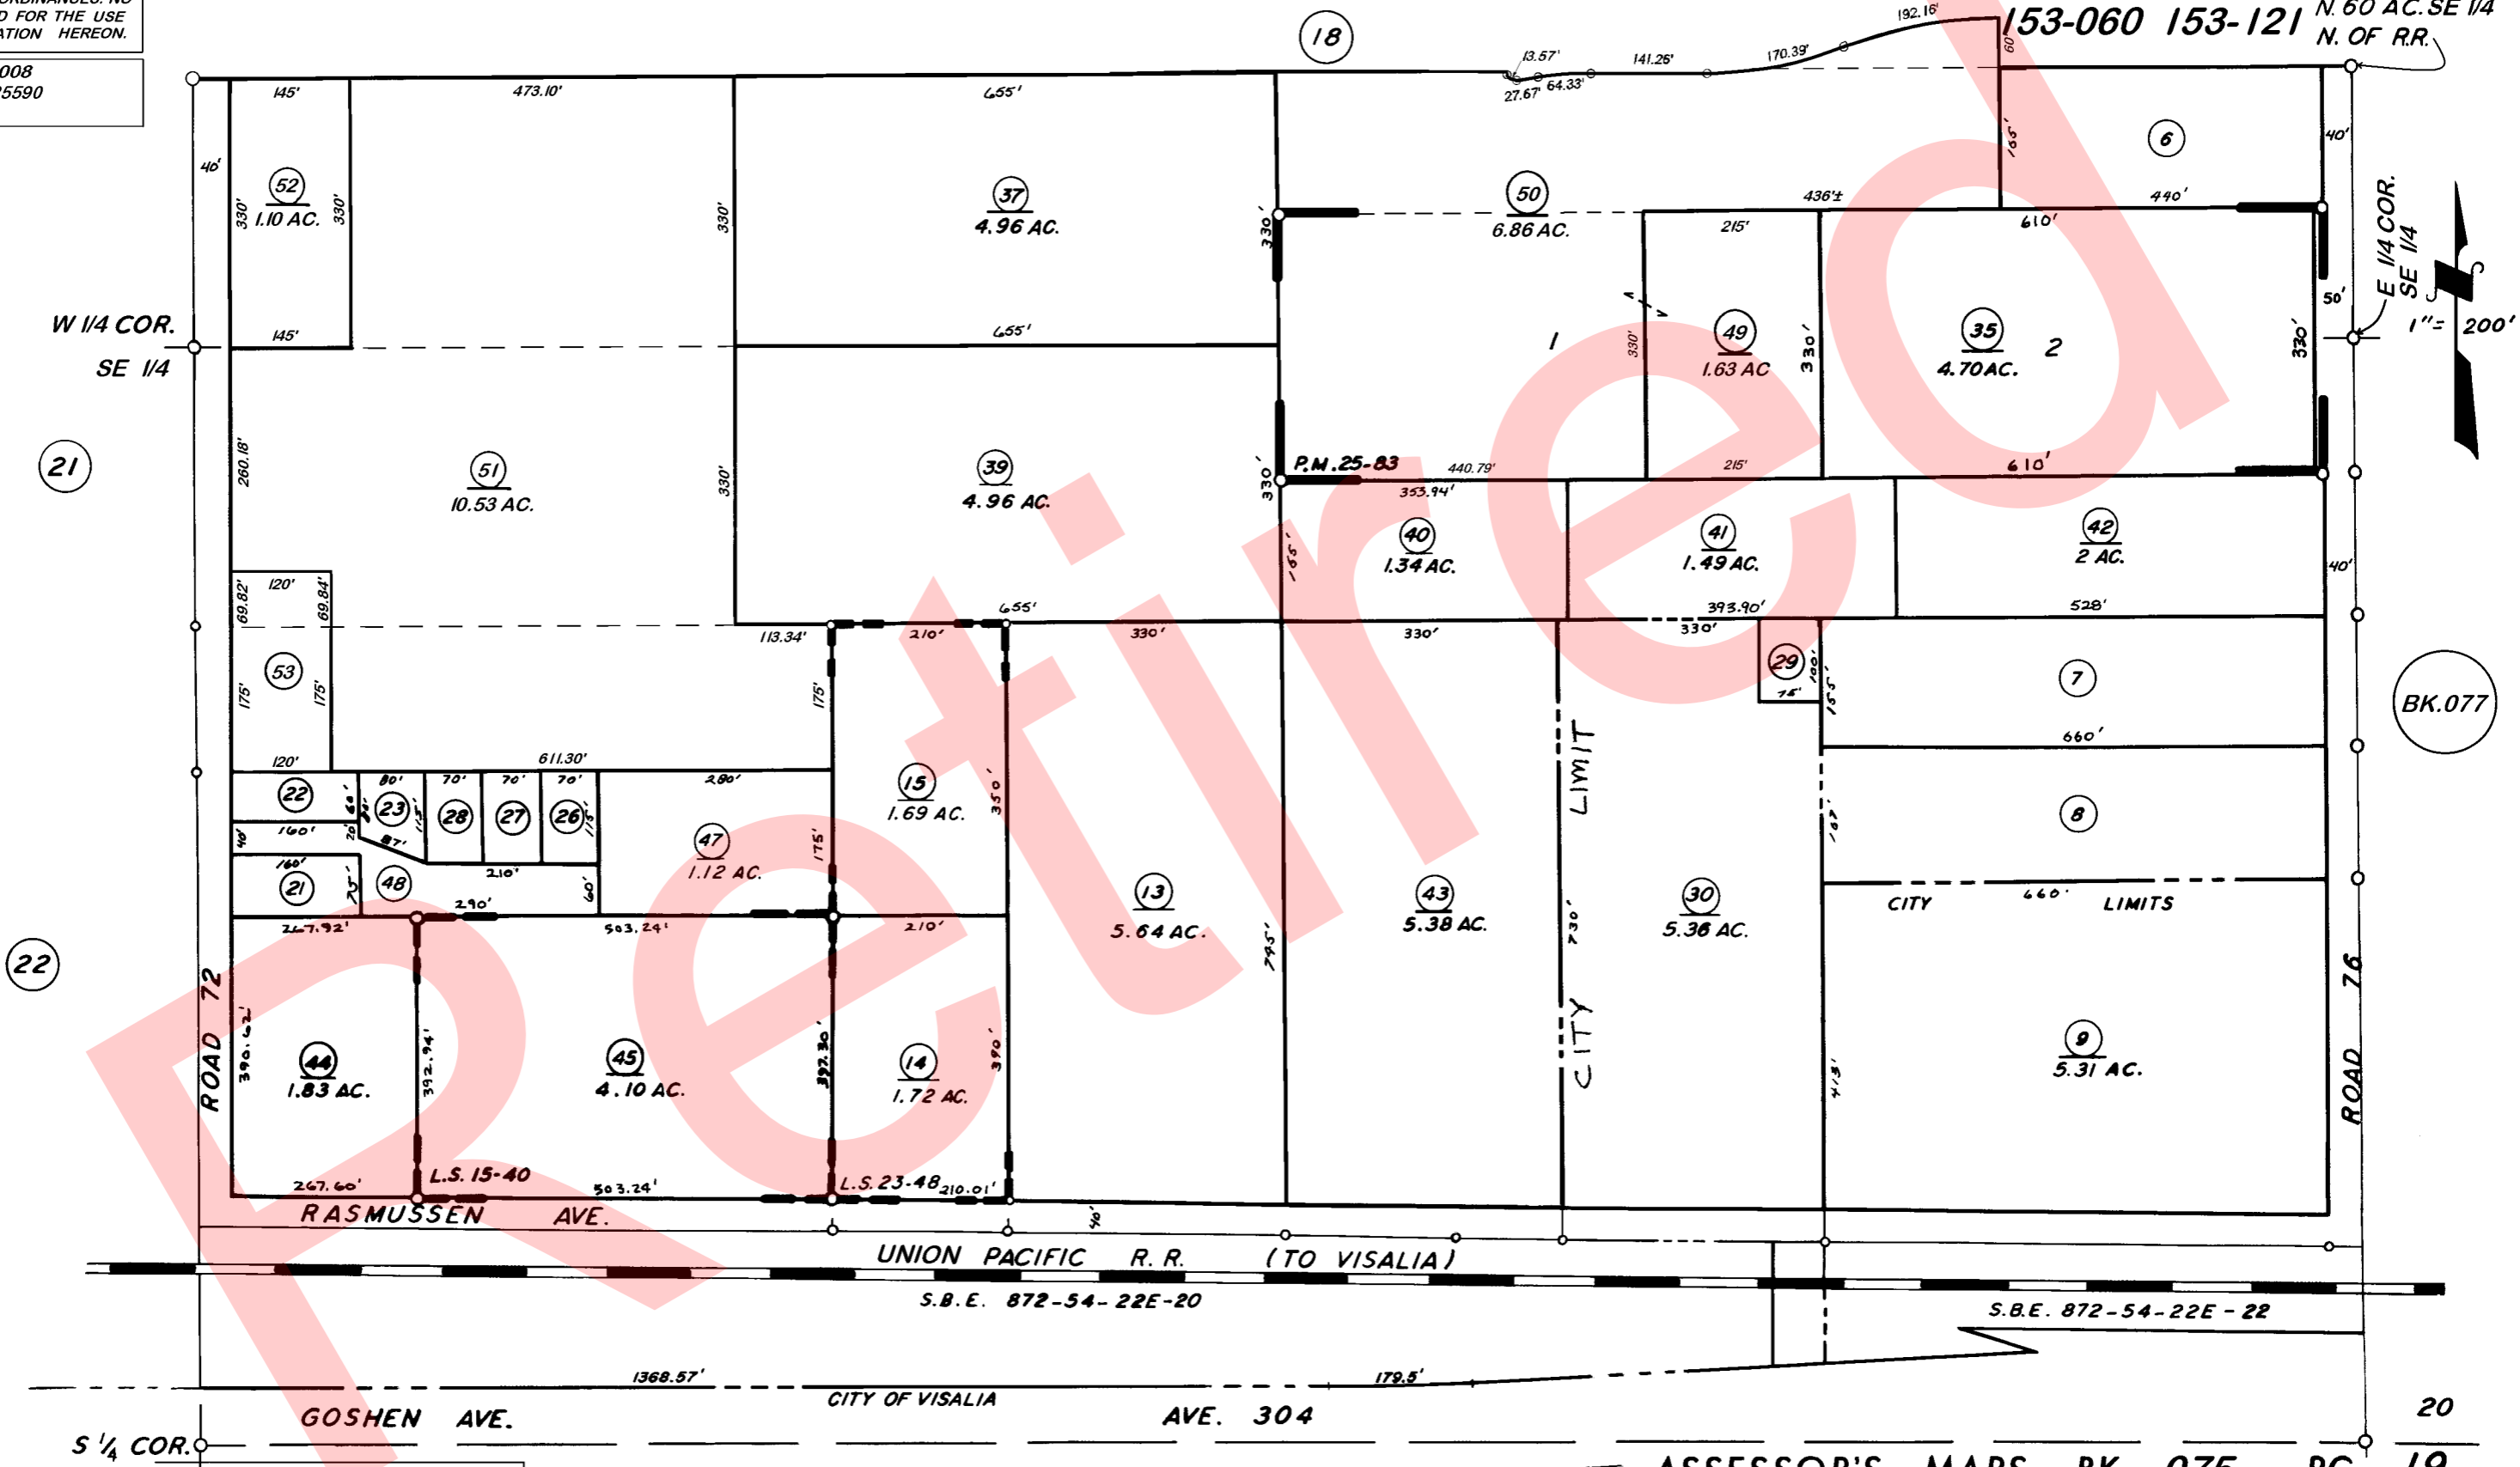 ORDINANCES. NO
D FOR THE USE
ATION HEREON.
008
5590
18
153-060 153-121
N. 60 AC. SE 1/4
N. OF R.R.
13.57'
27.67'
64.33'
141.26'
170.39'
192.16'
60'
145'
473.10'
655'
40'
52
1.10 AC.
330'
330'
330'
37
4.96 AC.
330'
50
6.86 AC.
436'±
165'
6
440'
40'
215'
610'
E 1/4 COR.
SE 1/4
50'
1"= 200'
W 1/4 COR.
SE 1/4
145'
655'
1
330'
49
1.63 AC
330'
35
4.70 AC.
2
330'
21
260.18'
51
10.53 AC.
330'
39
4.96 AC.
330'
P.M. 25-83
440.79'
215'
610'
353.94'
40
1.34 AC.
165'
41
1.49 AC.
42
2 AC.
40'
120'
69.82'
69.84'
113.34'
655'
210'
330'
330'
393.90'
330'
528'
53
175'
175'
175'
29
100'
75'
155'
7
660'
BK.077
120'
611.30'
22
60'
80'
23
115'
70'
28
70'
27
70'
26
115'
280'
15
1.69 AC.
350'
LIMIT
8
167'
160'
40'
20'
87'
47
1.12 AC.
175'
160'
21
75'
48
210'
60'
290'
267.92'
503.24'
210'
13
5.64 AC.
43
5.38 AC.
30
5.36 AC.
CITY
660'
LIMITS
22
745'
730'
CITY
ROAD 72
390.62'
44
1.83 AC.
392.94'
45
4.10 AC.
397.30'
14
1.72 AC.
390'
413'
9
5.31 AC.
ROAD 76
267.60'
L.S. 15-40
503.24'
L.S. 23-48
210.01'
RASMUSSEN AVE.
40'
UNION PACIFIC R. R. (TO VISALIA)
S.B.E. 872-54-22E-20
S.B.E. 872-54-22E-22
1368.57'
179.5'
CITY OF VISALIA
GOSHEN AVE.
AVE. 304
20
S 1/4 COR.
ASSESSOR'S MAPS BK. 075, PG. 19
Retired